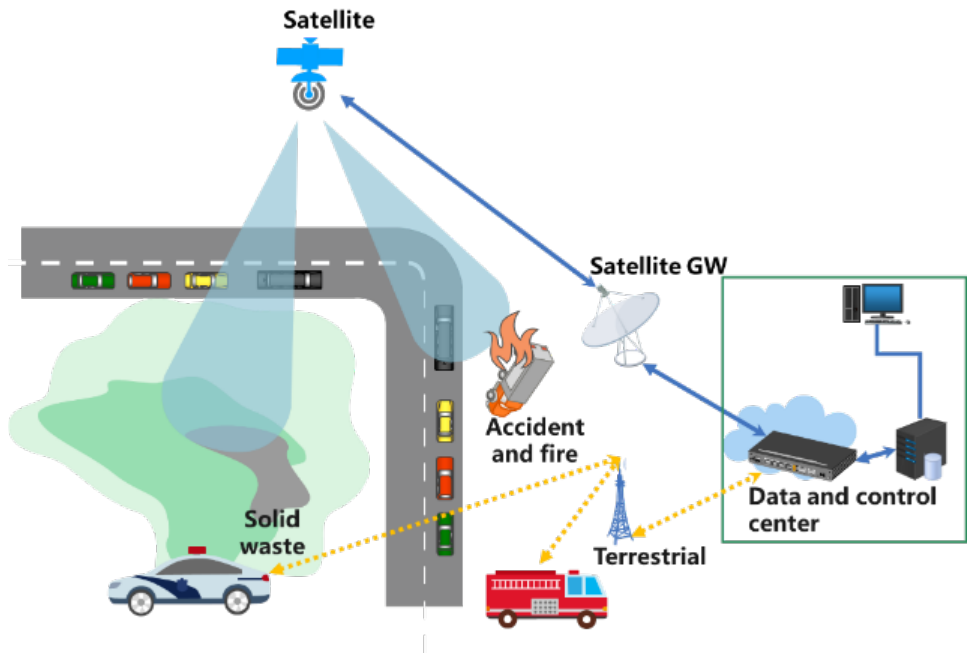 Satellite
Satellite GW
Accident
and fire
Solid
waste
Data and control
center
Terrestrial